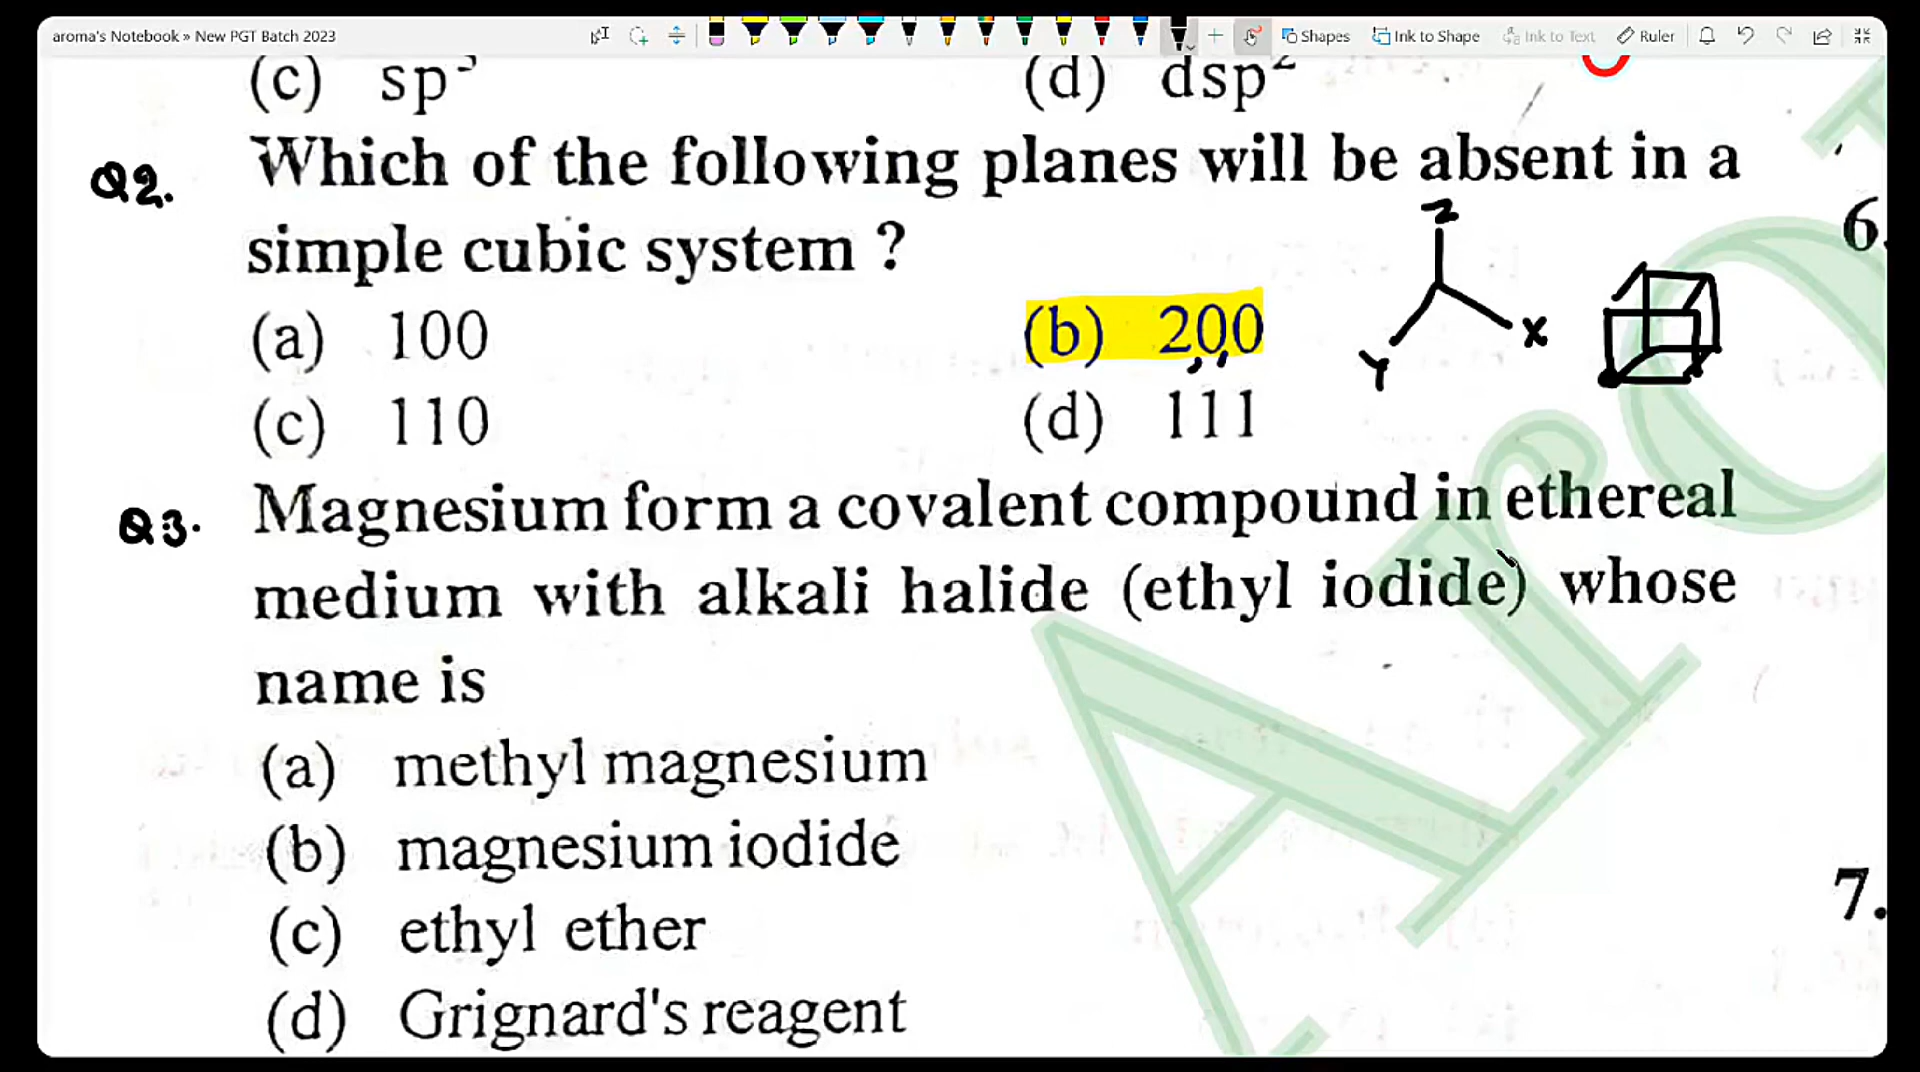 aroma's Notebook » New PGT Batch 2023
Shapes Ink to Shape Ink to Text Ruler
(c) sp³ (d) dsp²
Q2. Which of the following planes will be absent in a
simple cubic system ?
(a) 100 (b) 200
(c) 110 (d) 111
Z
X
Y
6.
Q3. Magnesium form a covalent compound in ethereal
medium with alkali halide (ethyl iodide) whose
name is
(a) methyl magnesium
(b) magnesium iodide
(c) ethyl ether
(d) Grignard's reagent
7.
Aro